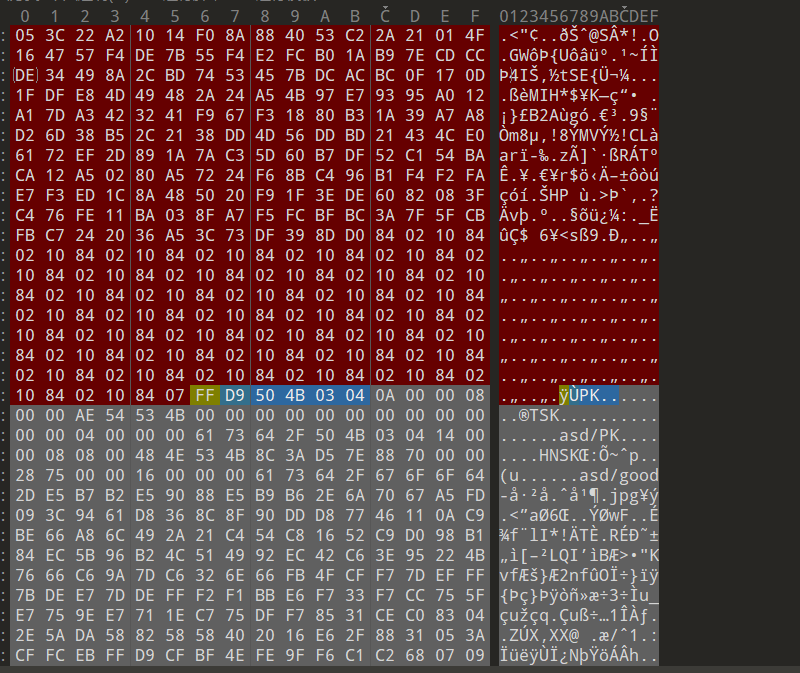 0 1 2 3 4 5 6 7 8 9 A B Č D E F 0123456789ABČDEF
: 05 3C 22 A2 10 14 F0 8A 88 40 53 C2 2A 21 01 4F .<"¢..ðŠˆ@SÂ*!.O
: 16 47 57 F4 DE 7B 55 F4 E2 FC B0 1A B9 7E CD CC .GWôÞ{Uôâü°.¹~ÍÌ
: DE 34 49 8A 2C BD 74 53 45 7B DC AC BC 0F 17 0D Þ4IŠ,½tSE{Ü¬¼...
: 1F DF E8 4D 49 48 2A 24 A5 4B 97 E7 93 95 A0 12 .ßèMIH*$¥K—ç“• .
: A1 7D A3 42 32 41 F9 67 F3 18 80 B3 1A 39 A7 A8 ¡}£B2Aùgó.€³.9§¨
: D2 6D 38 B5 2C 21 38 DD 4D 56 DD BD 21 43 4C E0 Òm8µ,!8ÝMVÝ½!CLà
: 61 72 EF 2D 89 1A 7A C3 5D 60 B7 DF 52 C1 54 BA arï-‰.zÃ]`·ßRÁTº
: CA 12 A5 02 80 A5 72 24 F6 8B C4 96 B1 F4 F2 FA Ê.¥.€¥r$ö‹Ä–±ôòú
: E7 F3 ED 1C 8A 48 50 20 F9 1F 3E DE 60 82 08 3F çóí.ŠHP ù.>Þ`‚.?
: C4 76 FE 11 BA 03 8F A7 F5 FC BF BC 3A 7F 5F CB Ävþ.º..§õü¿¼:._Ë
: FB C7 24 20 36 A5 3C 73 DF 39 8D D0 84 02 10 84 ûÇ$ 6¥<sß9.Ð„..„
: 02 10 84 02 10 84 02 10 84 02 10 84 02 10 84 02 ..„..„..„..„..„.
: 10 84 02 10 84 02 10 84 02 10 84 02 10 84 02 10 .„..„..„..„..„..
: 84 02 10 84 02 10 84 02 10 84 02 10 84 02 10 84 „..„..„..„..„..„
: 02 10 84 02 10 84 02 10 84 02 10 84 02 10 84 02 ..„..„..„..„..„.
: 10 84 02 10 84 02 10 84 02 10 84 02 10 84 02 10 .„..„..„..„..„..
: 84 02 10 84 02 10 84 02 10 84 02 10 84 02 10 84 „..„..„..„..„..„
: 02 10 84 02 10 84 02 10 84 02 10 84 02 10 84 02 ..„..„..„..„..„.
: 10 84 02 10 84 07 FF D9 50 4B 03 04 0A 00 00 08 .„..„.ÿÙPK......
: 00 00 AE 54 53 4B 00 00 00 00 00 00 00 00 00 00 ..®TSK..........
: 00 00 04 00 00 00 61 73 64 2F 50 4B 03 04 14 00 ......asd/PK....
: 00 08 08 00 48 4E 53 4B 8C 3A D5 7E 88 70 00 00 ....HNSKŒ:Õ~ˆp..
: 28 75 00 00 16 00 00 00 61 73 64 2F 67 6F 6F 64 (u......asd/good
: 2D E5 B7 B2 E5 90 88 E5 B9 B6 2E 6A 70 67 A5 FD -å·²å.ˆå¹¶.jpg¥ý
: 09 3C 94 61 D8 36 8C 8F 90 DD D8 77 46 11 0A C9 .<”aØ6Œ..ÝØwF..É
: BE 66 A8 6C 49 2A 21 C4 54 C8 16 52 C9 D0 98 B1 ¾f¨lI*!ÄTÈ.RÉÐ˜±
: 84 EC 5B 96 B2 4C 51 49 92 EC 42 C6 3E 95 22 4B „ì[–²LQI’ìBÆ>•"K
: 76 66 C6 9A 7D C6 32 6E 66 FB 4F CF F7 7D EF FF vfÆš}Æ2nfûOÏ÷}ïÿ
: 7B DE E7 7D DE FF F2 F1 BB E6 F7 33 F7 CC 75 5F {Þç}Þÿòñ»æ÷3÷Ìu_
: E7 75 9E E7 71 1E C7 75 DF F7 85 31 CE C0 83 04 çužçq.Çuß÷…1ÎÀƒ.
: 2E 5A DA 58 82 58 58 40 20 16 E6 2F 88 31 05 3A .ZÚX‚XX@ .æ/ˆ1.:
: CF FC EB FF D9 CF BF 4E FE 9F F6 C1 C2 68 07 09 ÏüëÿÙÏ¿NþŸöÁÂh..